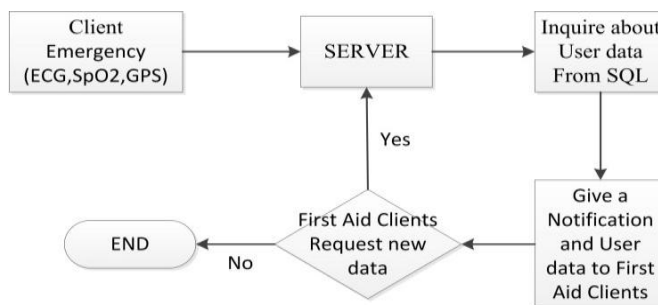 Client
Emergency
(ECG,SpO2,GPS)
SERVER
Inquire about
User data
From SQL
Yes
Give a
Notification
and User
data to First
Aid Clients
First Aid Clients
Request new
data
No
END